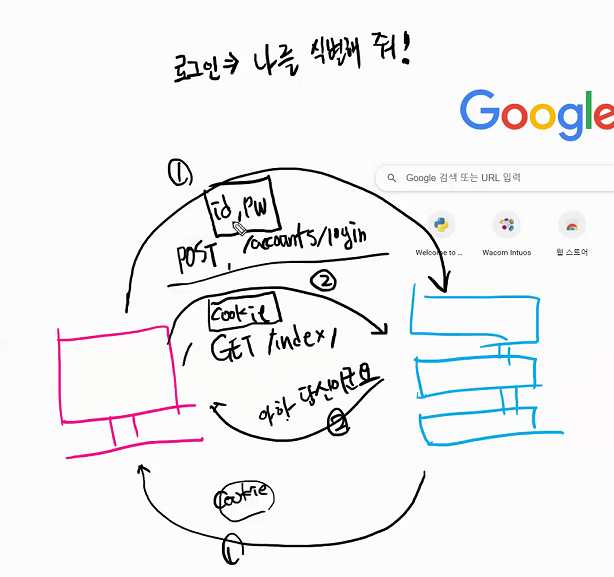 로그인⇒ 나를 식별해 줘!
Google
①
Google 검색 또는 URL 입력
id, PW
POST, /accounts/login
Welcome to ...
Wacom Intuos
웹 스토어
②
cookie
GET /index/
아하 당신이군요
②
cookie
①